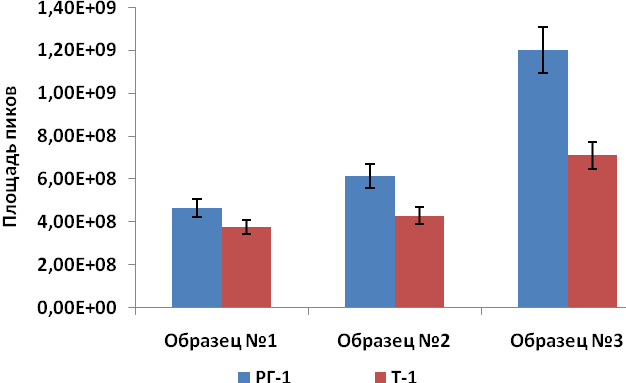 Площадь пиков
1,40E+09
1,20E+09
1,00E+09
8,00E+08
6,00E+08
4,00E+08
2,00E+08
0,00E+00
Образец №1 Образец №2 Образец №3
РГ-1 Т-1